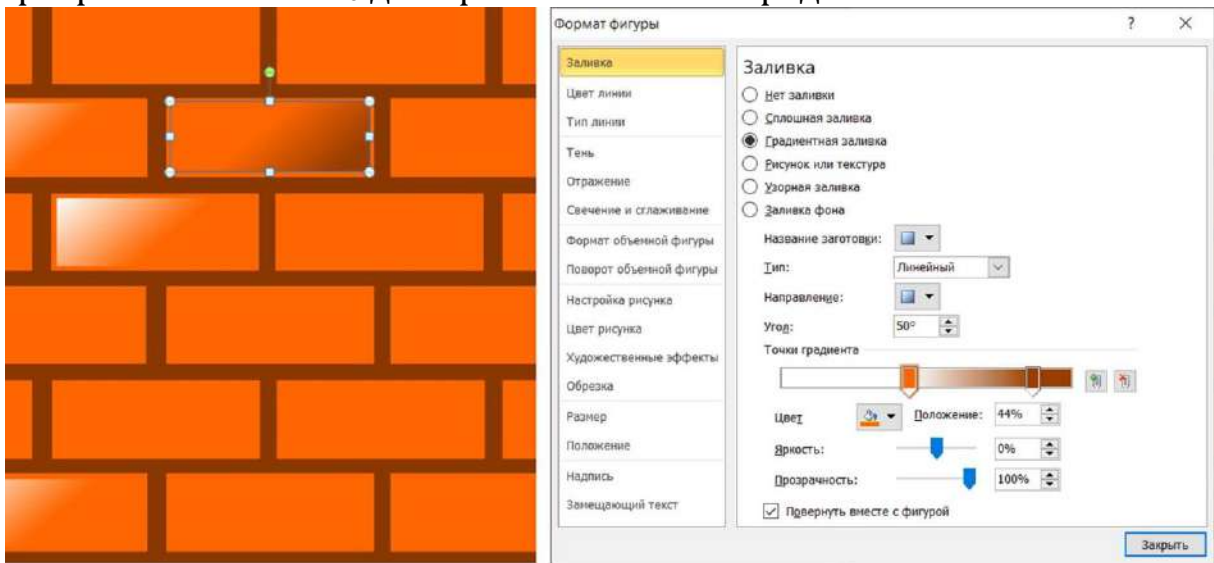 Формат фигуры
?
Заливка
Цвет линии
Тип линии
Тень
Отражение
Свечение и сглаживание
Формат объемной фигуры
Поворот объемной фигуры
Настройка рисунка
Цвет рисунка
Художественные эффекты
Обрезка
Размер
Положение
Надпись
Замещающий текст
Заливка
Нет заливки
Сплошная заливка
Градиентная заливка
Рисунок или текстура
Узорная заливка
Заливка фона
Название заготовки:
Тип: Линейный
Направление:
Угол: 50°
Точки градиента
Цвет Положение: 44%
Яркость: 0%
Прозрачность: 100%
Повернуть вместе с фигурой
Закрыть